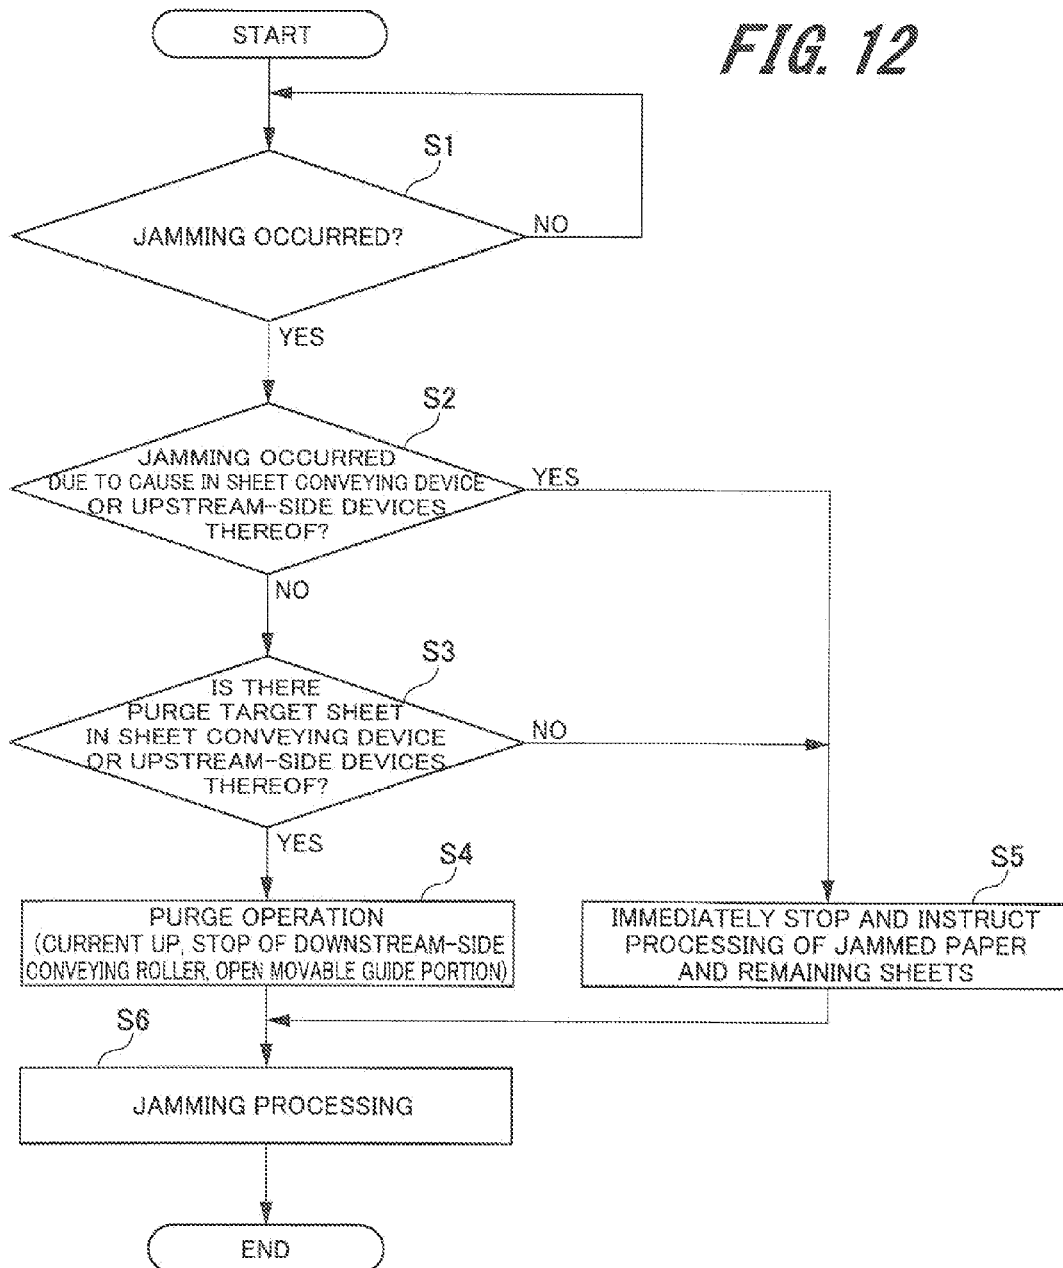 FIG. 12
START
S1
JAMMING OCCURRED?
NO
YES
S2
JAMMING OCCURRED
DUE TO CAUSE IN SHEET CONVEYING DEVICE
OR UPSTREAM-SIDE DEVICES
THEREOF?
YES
NO
S3
IS THERE
PURGE TARGET SHEET
IN SHEET CONVEYING DEVICE
OR UPSTREAM-SIDE DEVICES
THEREOF?
NO
YES
S4
PURGE OPERATION
(CURRENT UP, STOP OF DOWNSTREAM-SIDE
CONVEYING ROLLER, OPEN MOVABLE GUIDE PORTION)
S5
IMMEDIATELY STOP AND INSTRUCT
PROCESSING OF JAMMED PAPER
AND REMAINING SHEETS
S6
JAMMING PROCESSING
END